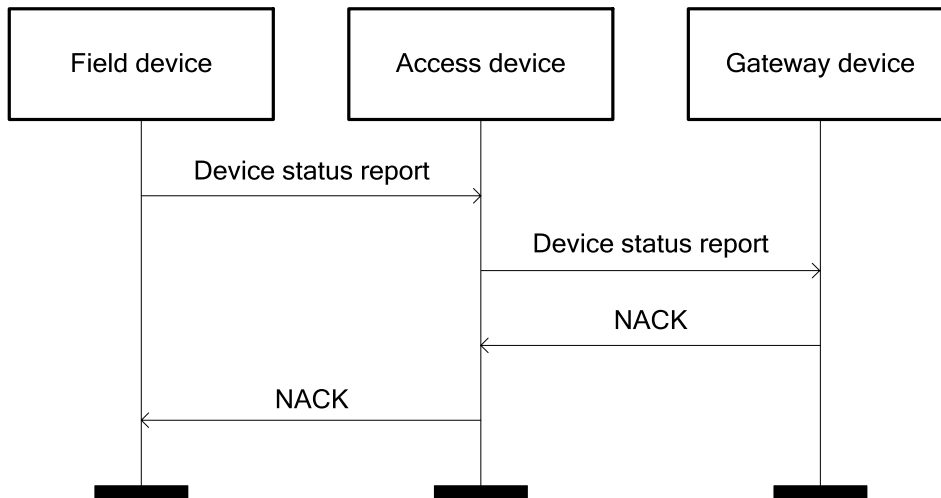 Field device
Access device
Gateway device
Device status report
Device status report
NACK
NACK